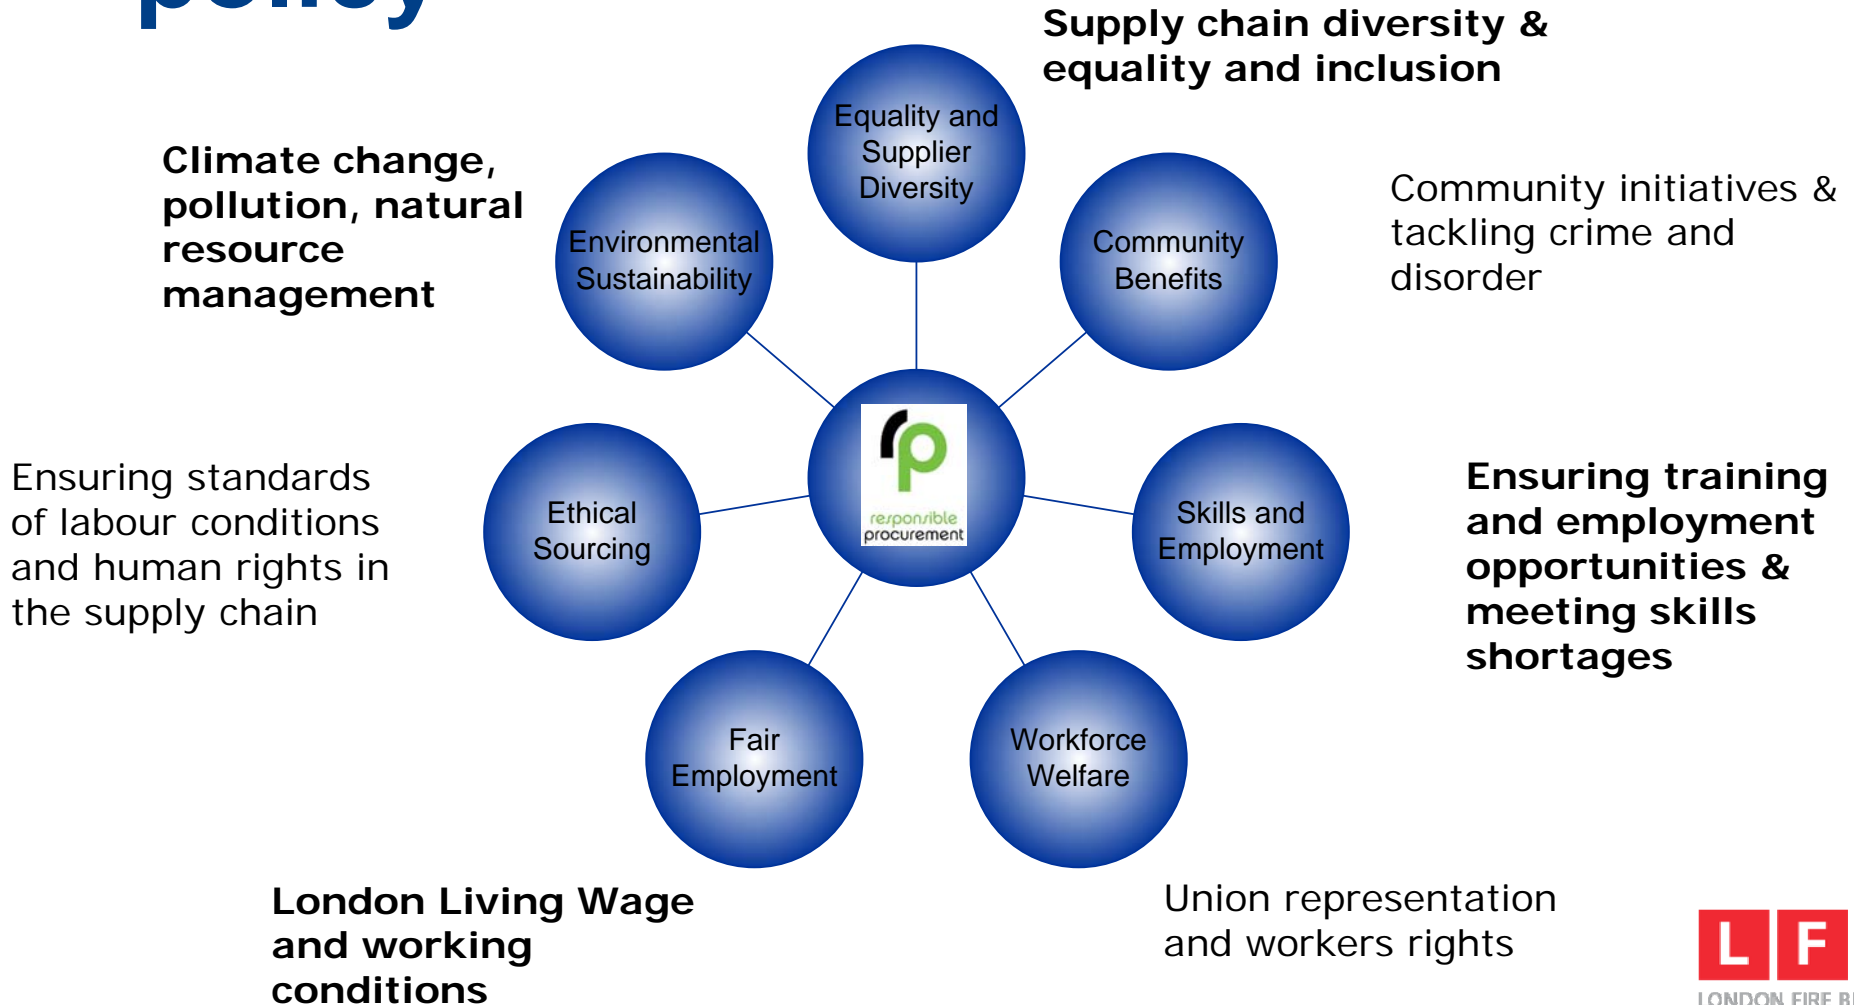 policy
Supply chain diversity &
equality and inclusion
Equality and
Supplier
Diversity
Climate change,
pollution, natural
resource
management
Environmental
Sustainability
Community
Benefits
Community initiatives &
tackling crime and
disorder
responsible
procurement
Ensuring standards
of labour conditions
and human rights in
the supply chain
Ethical
Sourcing
Skills and
Employment
Ensuring training
and employment
opportunities &
meeting skills
shortages
Fair
Employment
Workforce
Welfare
London Living Wage
and working
conditions
Union representation
and workers rights
L F
LONDON FIRE